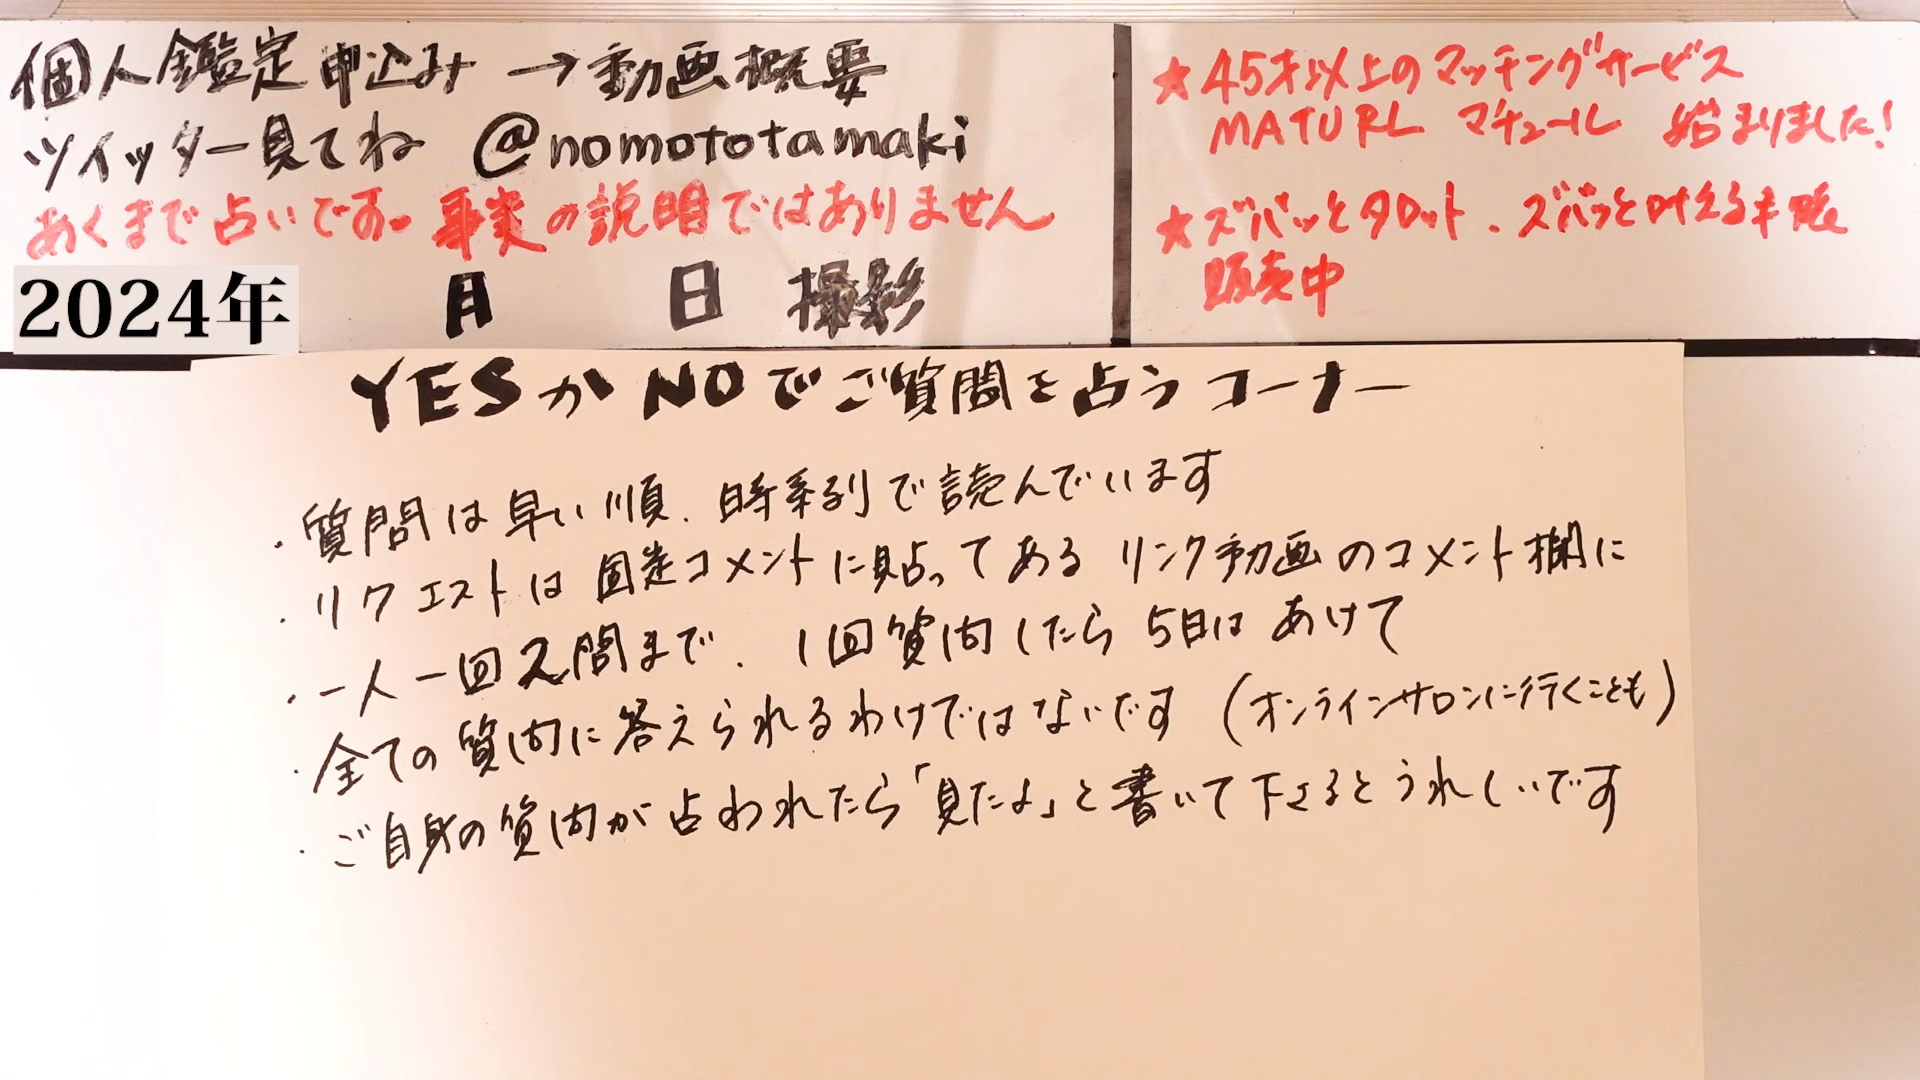 個人鑑定申込み→動画概要
ツイッター見てね @nomototamaki
あくまで占いです。事実の説明ではありません
2024年 月 日 撮影
★45才以上のマッチングサービス
MATURL マチュール 始まりました!
★ズバッとタロット、ズバッと叶える手帳
販売中
YESかNOでご質問を占うコーナー
・質問は早い順、時系列で読んでいます
・リクエストは固定コメントに貼ってあるリンク動画のコメント欄に
・一人一回2問まで、1回質問したら5日はあけて
・全ての質問に答えられるわけではないです(オンラインサロンに行くことも)
・ご自身の質問が占われたら「見たよ」と書いて下さるとうれしいです